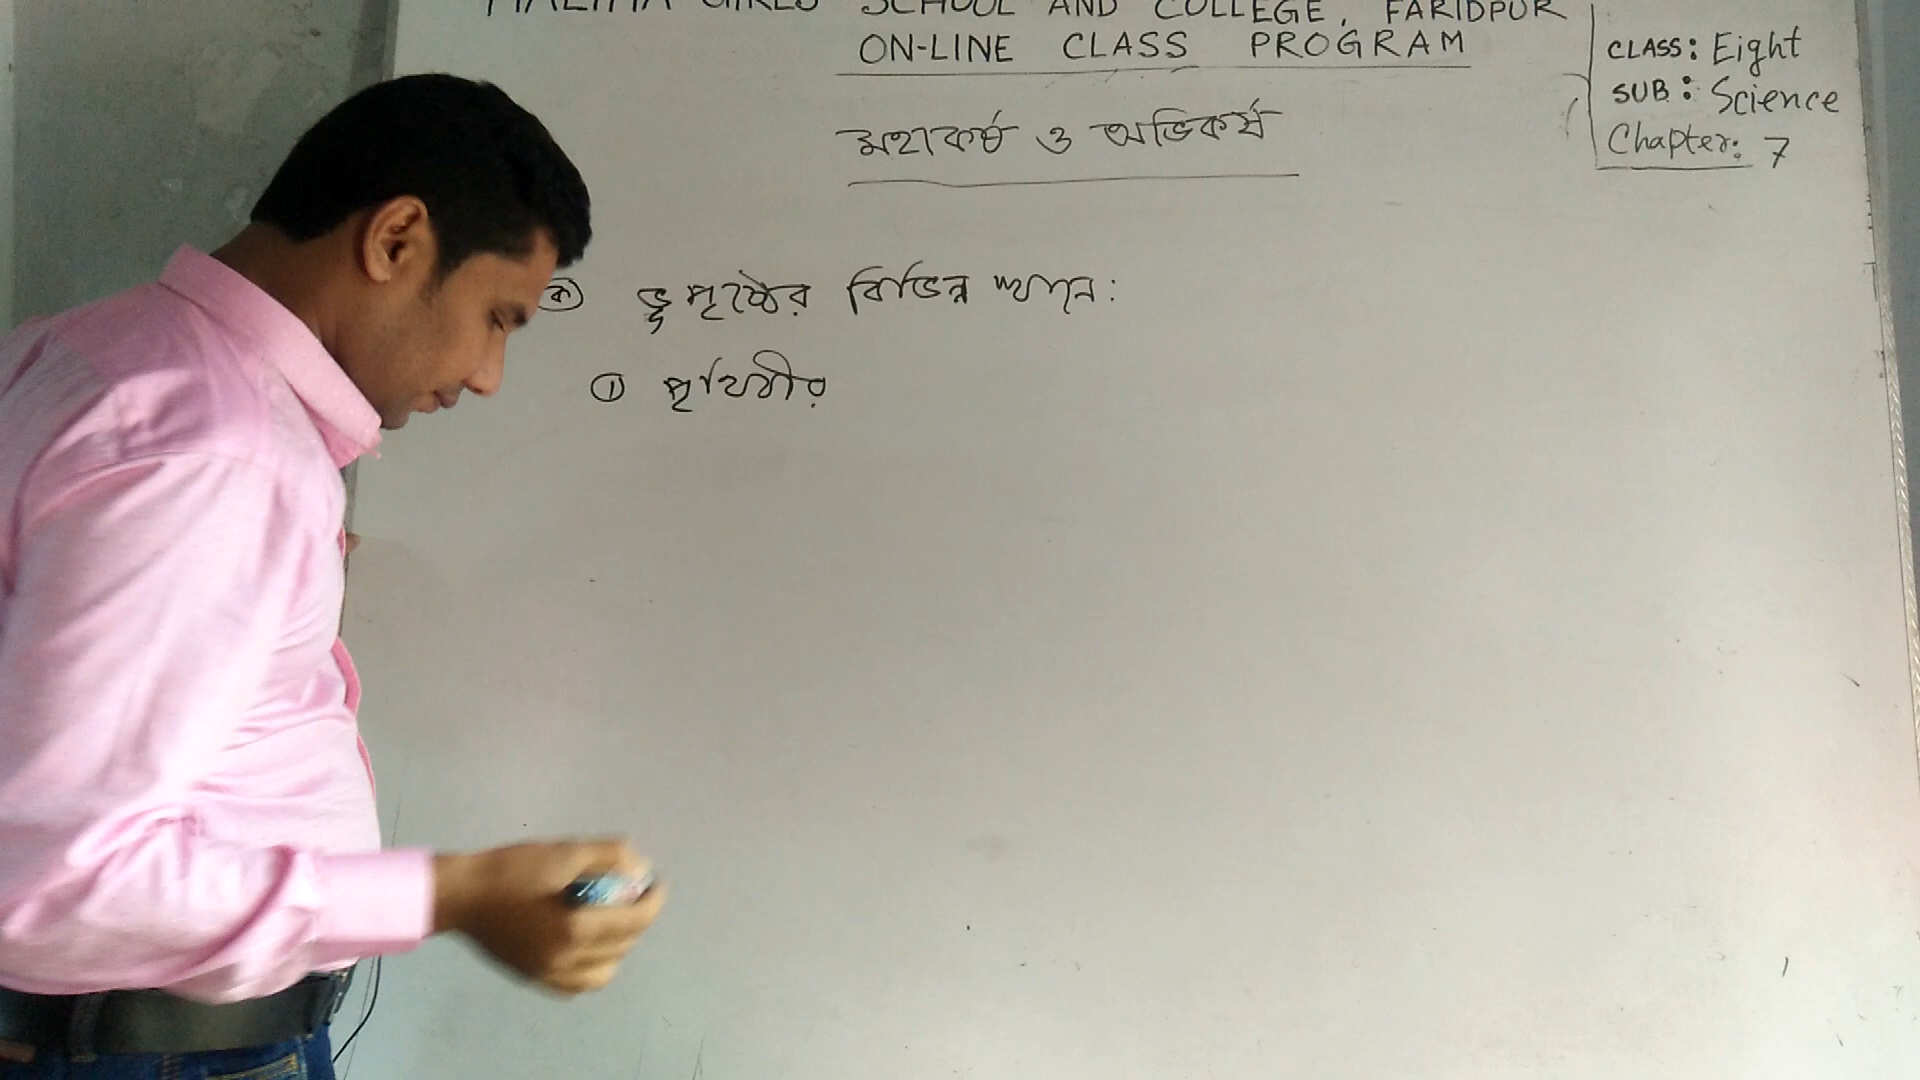 HALIMA GIRLS' SCHOOL AND COLLEGE, FARIDPUR
ON-LINE CLASS PROGRAM
মহাকর্ষ ও অভিকর্ষ
CLASS: Eight
SUB: Science
Chapter: 7
ক ভূপৃষ্ঠের বিভিন্ন স্থানে:
① পৃথিবীর